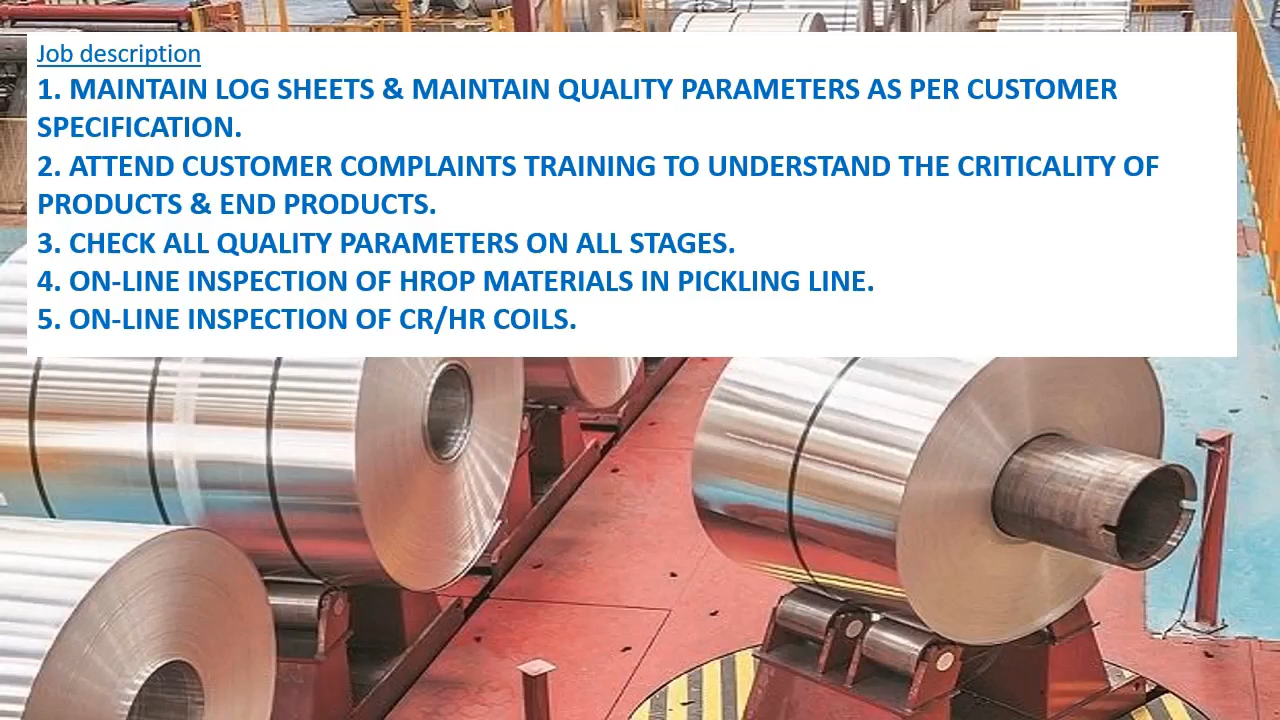 Job description
1. MAINTAIN LOG SHEETS & MAINTAIN QUALITY PARAMETERS AS PER CUSTOMER
SPECIFICATION.
2. ATTEND CUSTOMER COMPLAINTS TRAINING TO UNDERSTAND THE CRITICALITY OF
PRODUCTS & END PRODUCTS.
3. CHECK ALL QUALITY PARAMETERS ON ALL STAGES.
4. ON-LINE INSPECTION OF HROP MATERIALS IN PICKLING LINE.
5. ON-LINE INSPECTION OF CR/HR COILS.